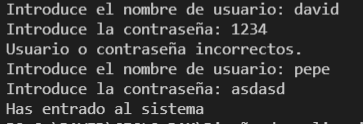 Introduce el nombre de usuario: david
Introduce la contraseña: 1234
Usuario o contraseña incorrectos.
Introduce el nombre de usuario: pepe
Introduce la contraseña: asdasd
Has entrado al sistema